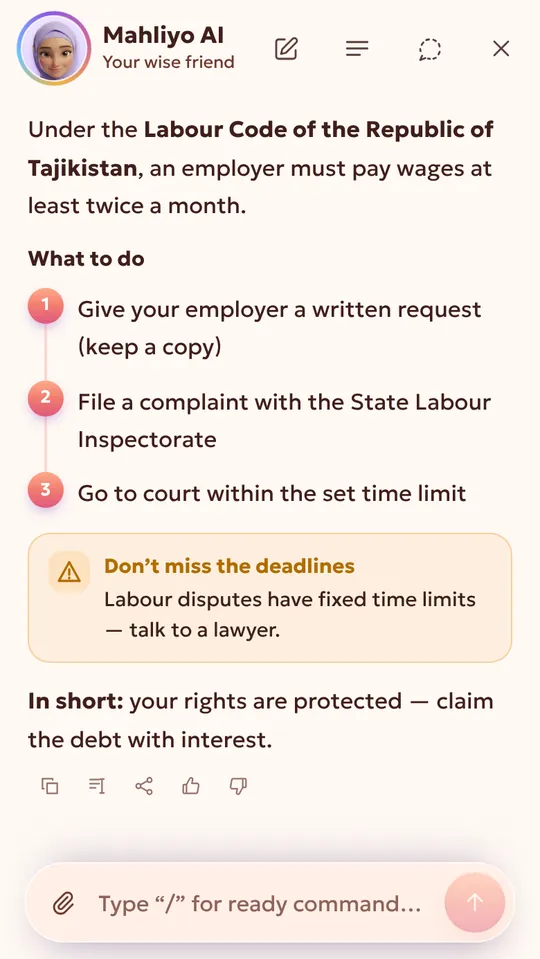 Mahliyo AI
Your wise friend
Under the Labour Code of the Republic of
Tajikistan, an employer must pay wages at
least twice a month.
What to do
1 Give your employer a written request
(keep a copy)
2 File a complaint with the State Labour
Inspectorate
3 Go to court within the set time limit
Don’t miss the deadlines
Labour disputes have fixed time limits
— talk to a lawyer.
In short: your rights are protected — claim
the debt with interest.
Type “/” for ready command…